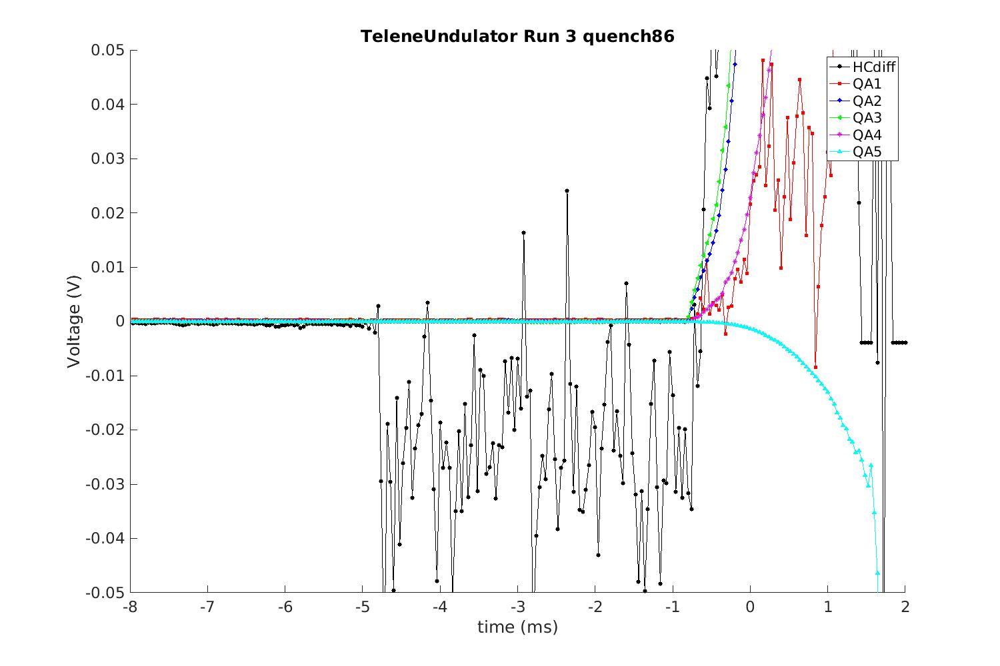 TeleneUndulator Run 3 quench86
0.05
0.04
0.03
0.02
0.01
0
-0.01
-0.02
-0.03
-0.04
-0.05
Voltage (V)
-8 -7 -6 -5 -4 -3 -2 -1 0 1 2
time (ms)
HCdiff
QA1
QA2
QA3
QA4
QA5